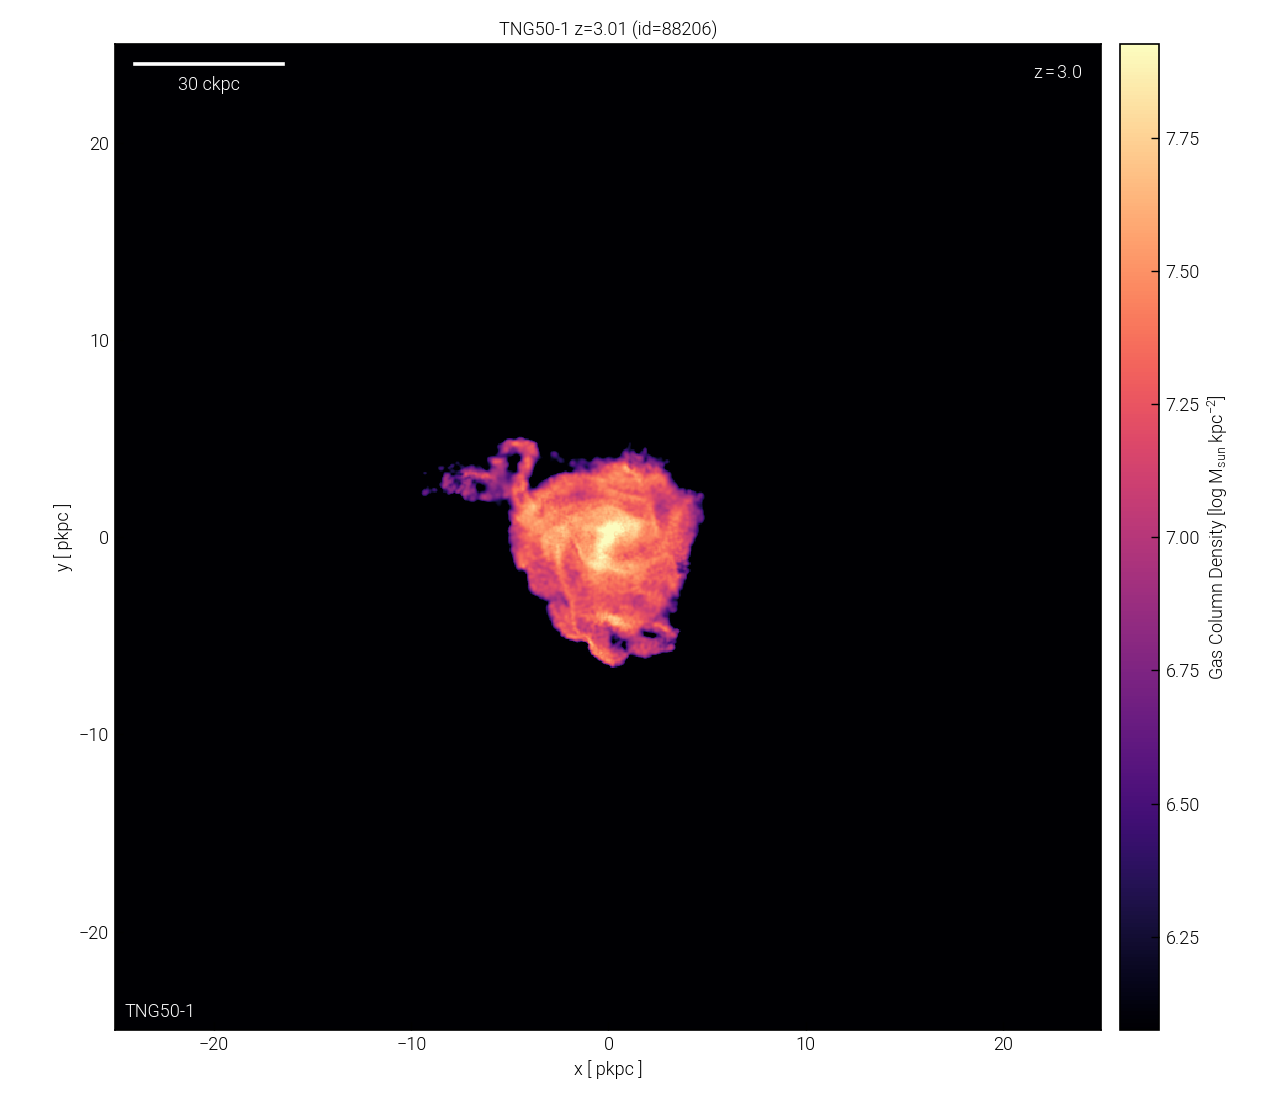 TNG50-1 z=3.01 (id=88206)
30 ckpc
z=3.0
20
10
0
−10
−20
y [ pkpc ]
TNG50-1
−20
−10
0
10
20
x [ pkpc ]
7.75
7.50
7.25
7.00
6.75
6.50
6.25
Gas Column Density [log M_sun kpc^−2]